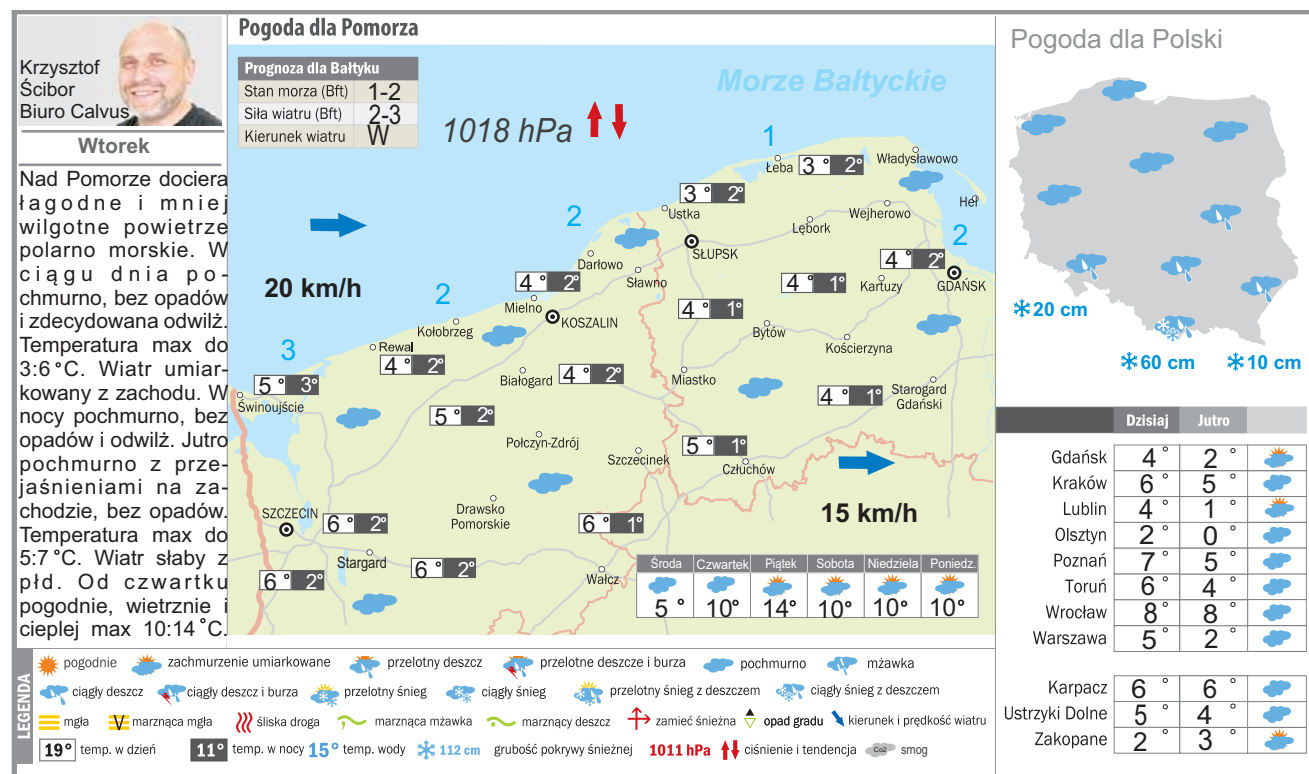 Krzysztof
Ścibor
Biuro Calvus
Wtorek
Nad Pomorze dociera
łagodne i mniej
wilgotne powietrze
polarno morskie. W
ciągu dnia po-
chmurno, bez opadów
i zdecydowana odwilż.
Temperatura max do
3:6°C. Wiatr umiar-
kowany z zachodu. W
nocy pochmurno, bez
opadów i odwilż. Jutro
pochmurno z prze-
jaśnieniami na za-
chodzie, bez opadów.
Temperatura max do
5:7°C. Wiatr słaby z
płd. Od czwartku
pogodnie, wietrznie i
cieplej max 10:14°C.
Pogoda dla Pomorza
Prognoza dla Bałtyku
Stan morza (Bft) 1-2
Siła wiatru (Bft) 2-3
Kierunek wiatru W
Morze Bałtyckie
1018 hPa
1
Łeba 3° 2°
Władysławowo
3° 2°
Ustka
Hel
Wejherowo
Lębork
2
2
SŁUPSK
Darłowo
4° 2°
GDAŃSK
20 km/h
4° 2°
Sławno
4° 1°
Kartuzy
Mielno
2
KOSZALIN
4° 1°
Kołobrzeg
Bytów
Kościerzyna
Rewal
3
4° 2°
5° 3°
Świnoujście
Białogard
4° 2°
Miastko
Starogard
Gdański
4° 1°
5° 2°
Połczyn-Zdrój
Szczecinek
5° 1°
Człuchów
15 km/h
Drawsko
Pomorskie
SZCZECIN
6° 2°
6° 1°
Stargard
6° 2°
6° 2°
Wałcz
Środa Czwartek Piątek Sobota Niedziela Poniedz.
5° 10° 14° 10° 10° 10°
Pogoda dla Polski
20 cm
60 cm
10 cm
Dzisiaj Jutro
Gdańsk 4° 2°
Kraków 6° 5°
Lublin 4° 1°
Olsztyn 2° 0°
Poznań 7° 5°
Toruń 6° 4°
Wrocław 8° 8°
Warszawa 5° 2°
Karpacz 6° 6°
Ustrzyki Dolne 5° 4°
Zakopane 2° 3°
LEGENDA
pogodnie zachmurzenie umiarkowane przelotny deszcz przelotne deszcze i burza pochmurno mżawka
ciągły deszcz ciągły deszcz i burza przelotny śnieg ciągły śnieg przelotny śnieg z deszczem ciągły śnieg z deszczem
mgła marznąca mgła śliska droga marznąca mżawka marznący deszcz zamieć śnieżna opad gradu kierunek i prędkość wiatru
19° temp. w dzień 11° temp. w nocy 15° temp. wody 112 cm grubość pokrywy śnieżnej 1011 hPa ciśnienie i tendencja Co2 smog